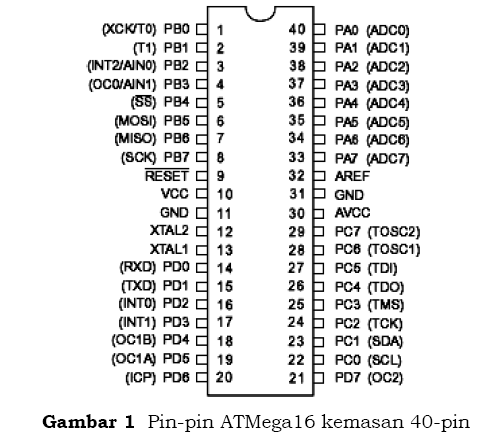 (XCK/T0) PB0 1 40 PA0 (ADC0)
(T1) PB1 2 39 PA1 (ADC1)
(INT2/AIN0) PB2 3 38 PA2 (ADC2)
(OC0/AIN1) PB3 4 37 PA3 (ADC3)
(SS) PB4 5 36 PA4 (ADC4)
(MOSI) PB5 6 35 PA5 (ADC5)
(MISO) PB6 7 34 PA6 (ADC6)
(SCK) PB7 8 33 PA7 (ADC7)
RESET 9 32 AREF
VCC 10 31 GND
GND 11 30 AVCC
XTAL2 12 29 PC7 (TOSC2)
XTAL1 13 28 PC6 (TOSC1)
(RXD) PD0 14 27 PC5 (TDI)
(TXD) PD1 15 26 PC4 (TDO)
(INT0) PD2 16 25 PC3 (TMS)
(INT1) PD3 17 24 PC2 (TCK)
(OC1B) PD4 18 23 PC1 (SDA)
(OC1A) PD5 19 22 PC0 (SCL)
(ICP) PD6 20 21 PD7 (OC2)
Gambar 1 Pin-pin ATMega16 kemasan 40-pin